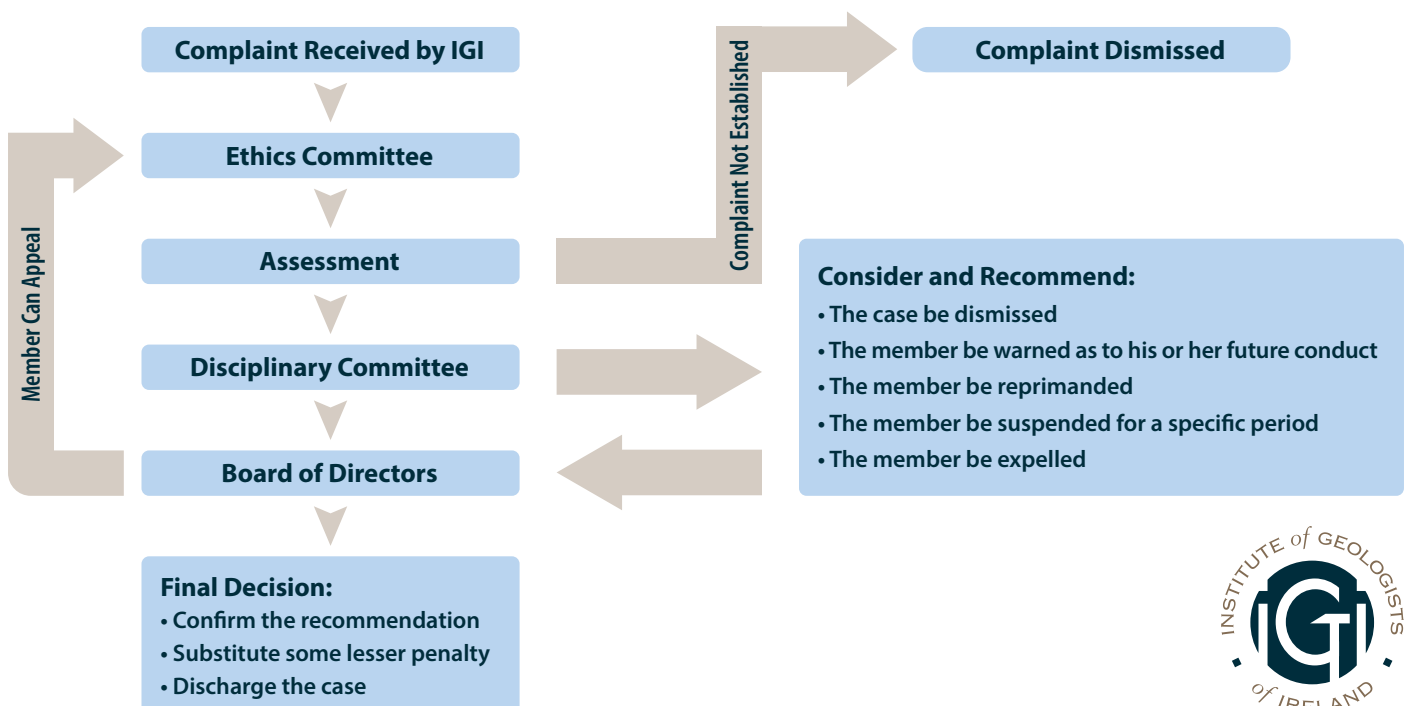 Complaint Received by IGI
Complaint Not Established
Complaint Dismissed
Ethics Committee
Member Can Appeal
Assessment
Disciplinary Committee
Board of Directors
Consider and Recommend:
• The case be dismissed
• The member be warned as to his or her future conduct
• The member be reprimanded
• The member be suspended for a specific period
• The member be expelled
Final Decision:
• Confirm the recommendation
• Substitute some lesser penalty
• Discharge the case
INSTITUTE of GEOLOGISTS
IGI
of IRELAND